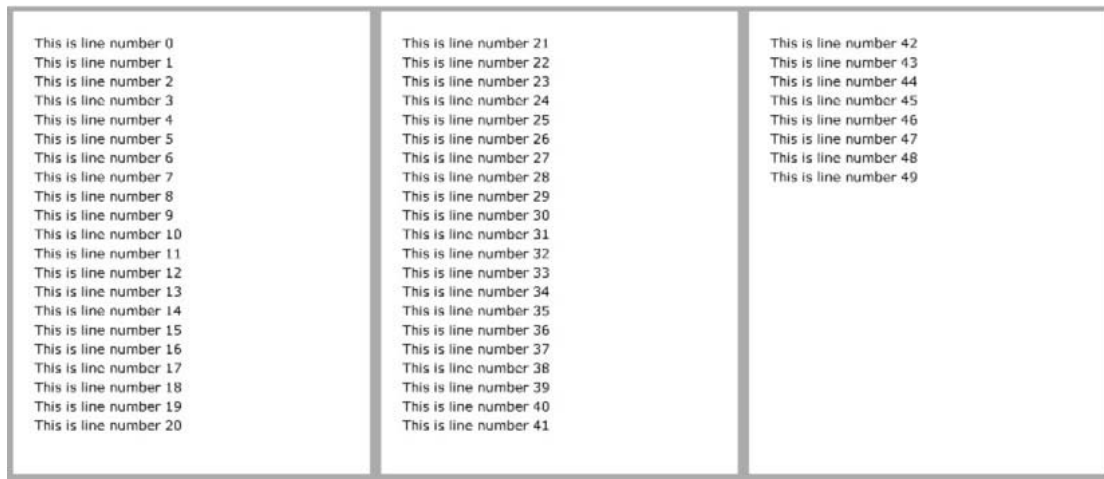 This is line number 0
This is line number 1
This is line number 2
This is line number 3
This is line number 4
This is line number 5
This is line number 6
This is line number 7
This is line number 8
This is line number 9
This is line number 10
This is line number 11
This is line number 12
This is line number 13
This is line number 14
This is line number 15
This is line number 16
This is line number 17
This is line number 18
This is line number 19
This is line number 20
This is line number 21
This is line number 22
This is line number 23
This is line number 24
This is line number 25
This is line number 26
This is line number 27
This is line number 28
This is line number 29
This is line number 30
This is line number 31
This is line number 32
This is line number 33
This is line number 34
This is line number 35
This is line number 36
This is line number 37
This is line number 38
This is line number 39
This is line number 40
This is line number 41
This is line number 42
This is line number 43
This is line number 44
This is line number 45
This is line number 46
This is line number 47
This is line number 48
This is line number 49